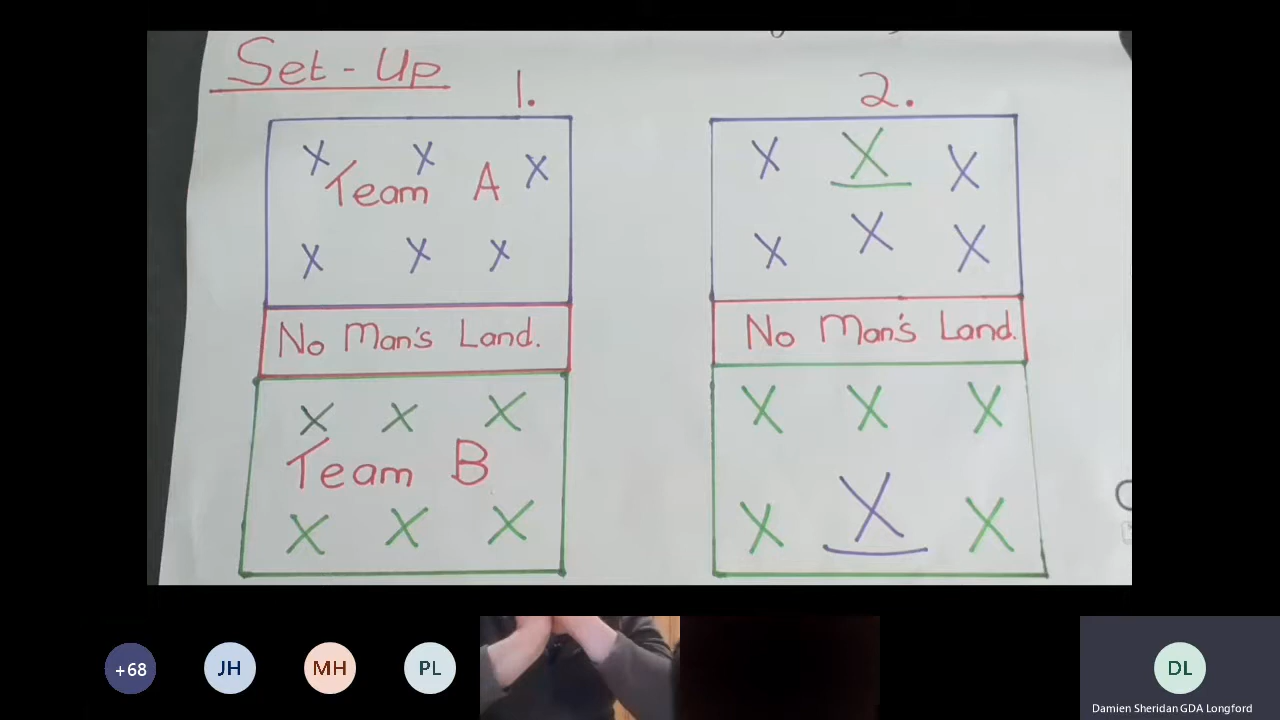 Set-Up
1.
2.
X X X
Team A
X X X
No Man's Land.
X X X
Team B
X X X
X X X
X X X
No Man's Land.
X X X
X X X
+68
JH
MH
PL
DL
Damien Sheridan GDA Longford